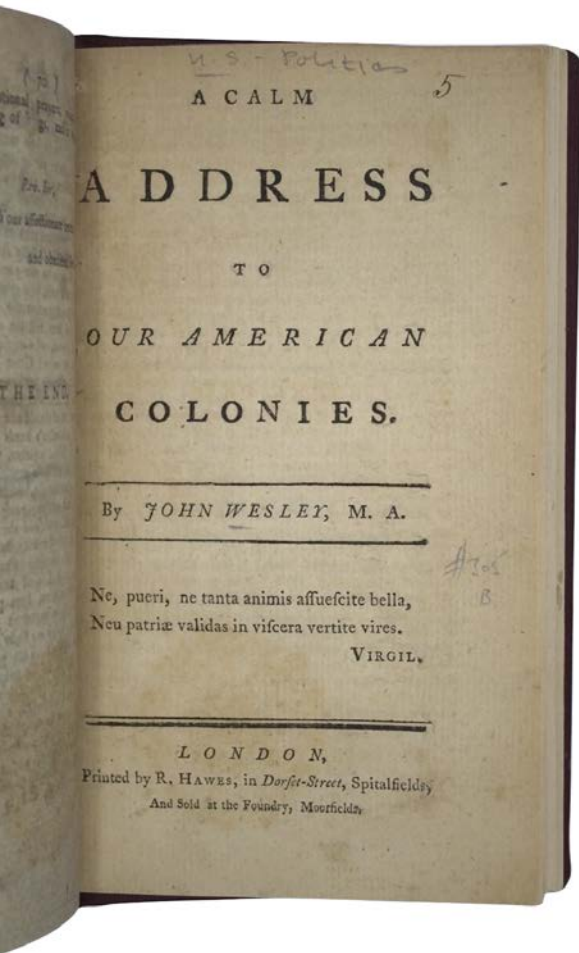 U.S - Politics
5
A CALM
ADDRESS
TO
OUR AMERICAN
COLONIES.
By JOHN WESLEY, M. A.
#305
B
Ne, pueri, ne tanta animis aſſueſcite bella,
Neu patriæ validas in viſcera vertite vires.
VIRGIL.
LONDON,
Printed by R. HAWES, in Dorſet-Street, Spitalfields,
And Sold at the Foundry, Moorfields.
THE END.